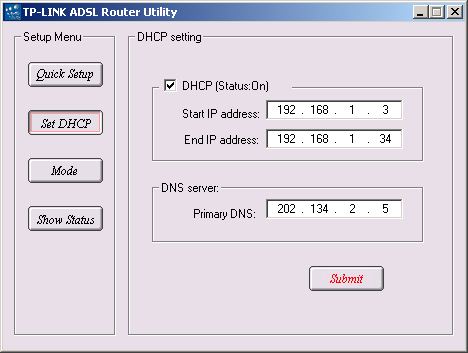 TP-LINK ADSL Router Utility
Setup Menu
Quick Setup
Set DHCP
Mode
Show Status
DHCP setting
DHCP (Status:On)
Start IP address: 192 . 168 . 1 . 3
End IP address: 192 . 168 . 1 . 34
DNS server:
Primary DNS: 202 . 134 . 2 . 5
Submit